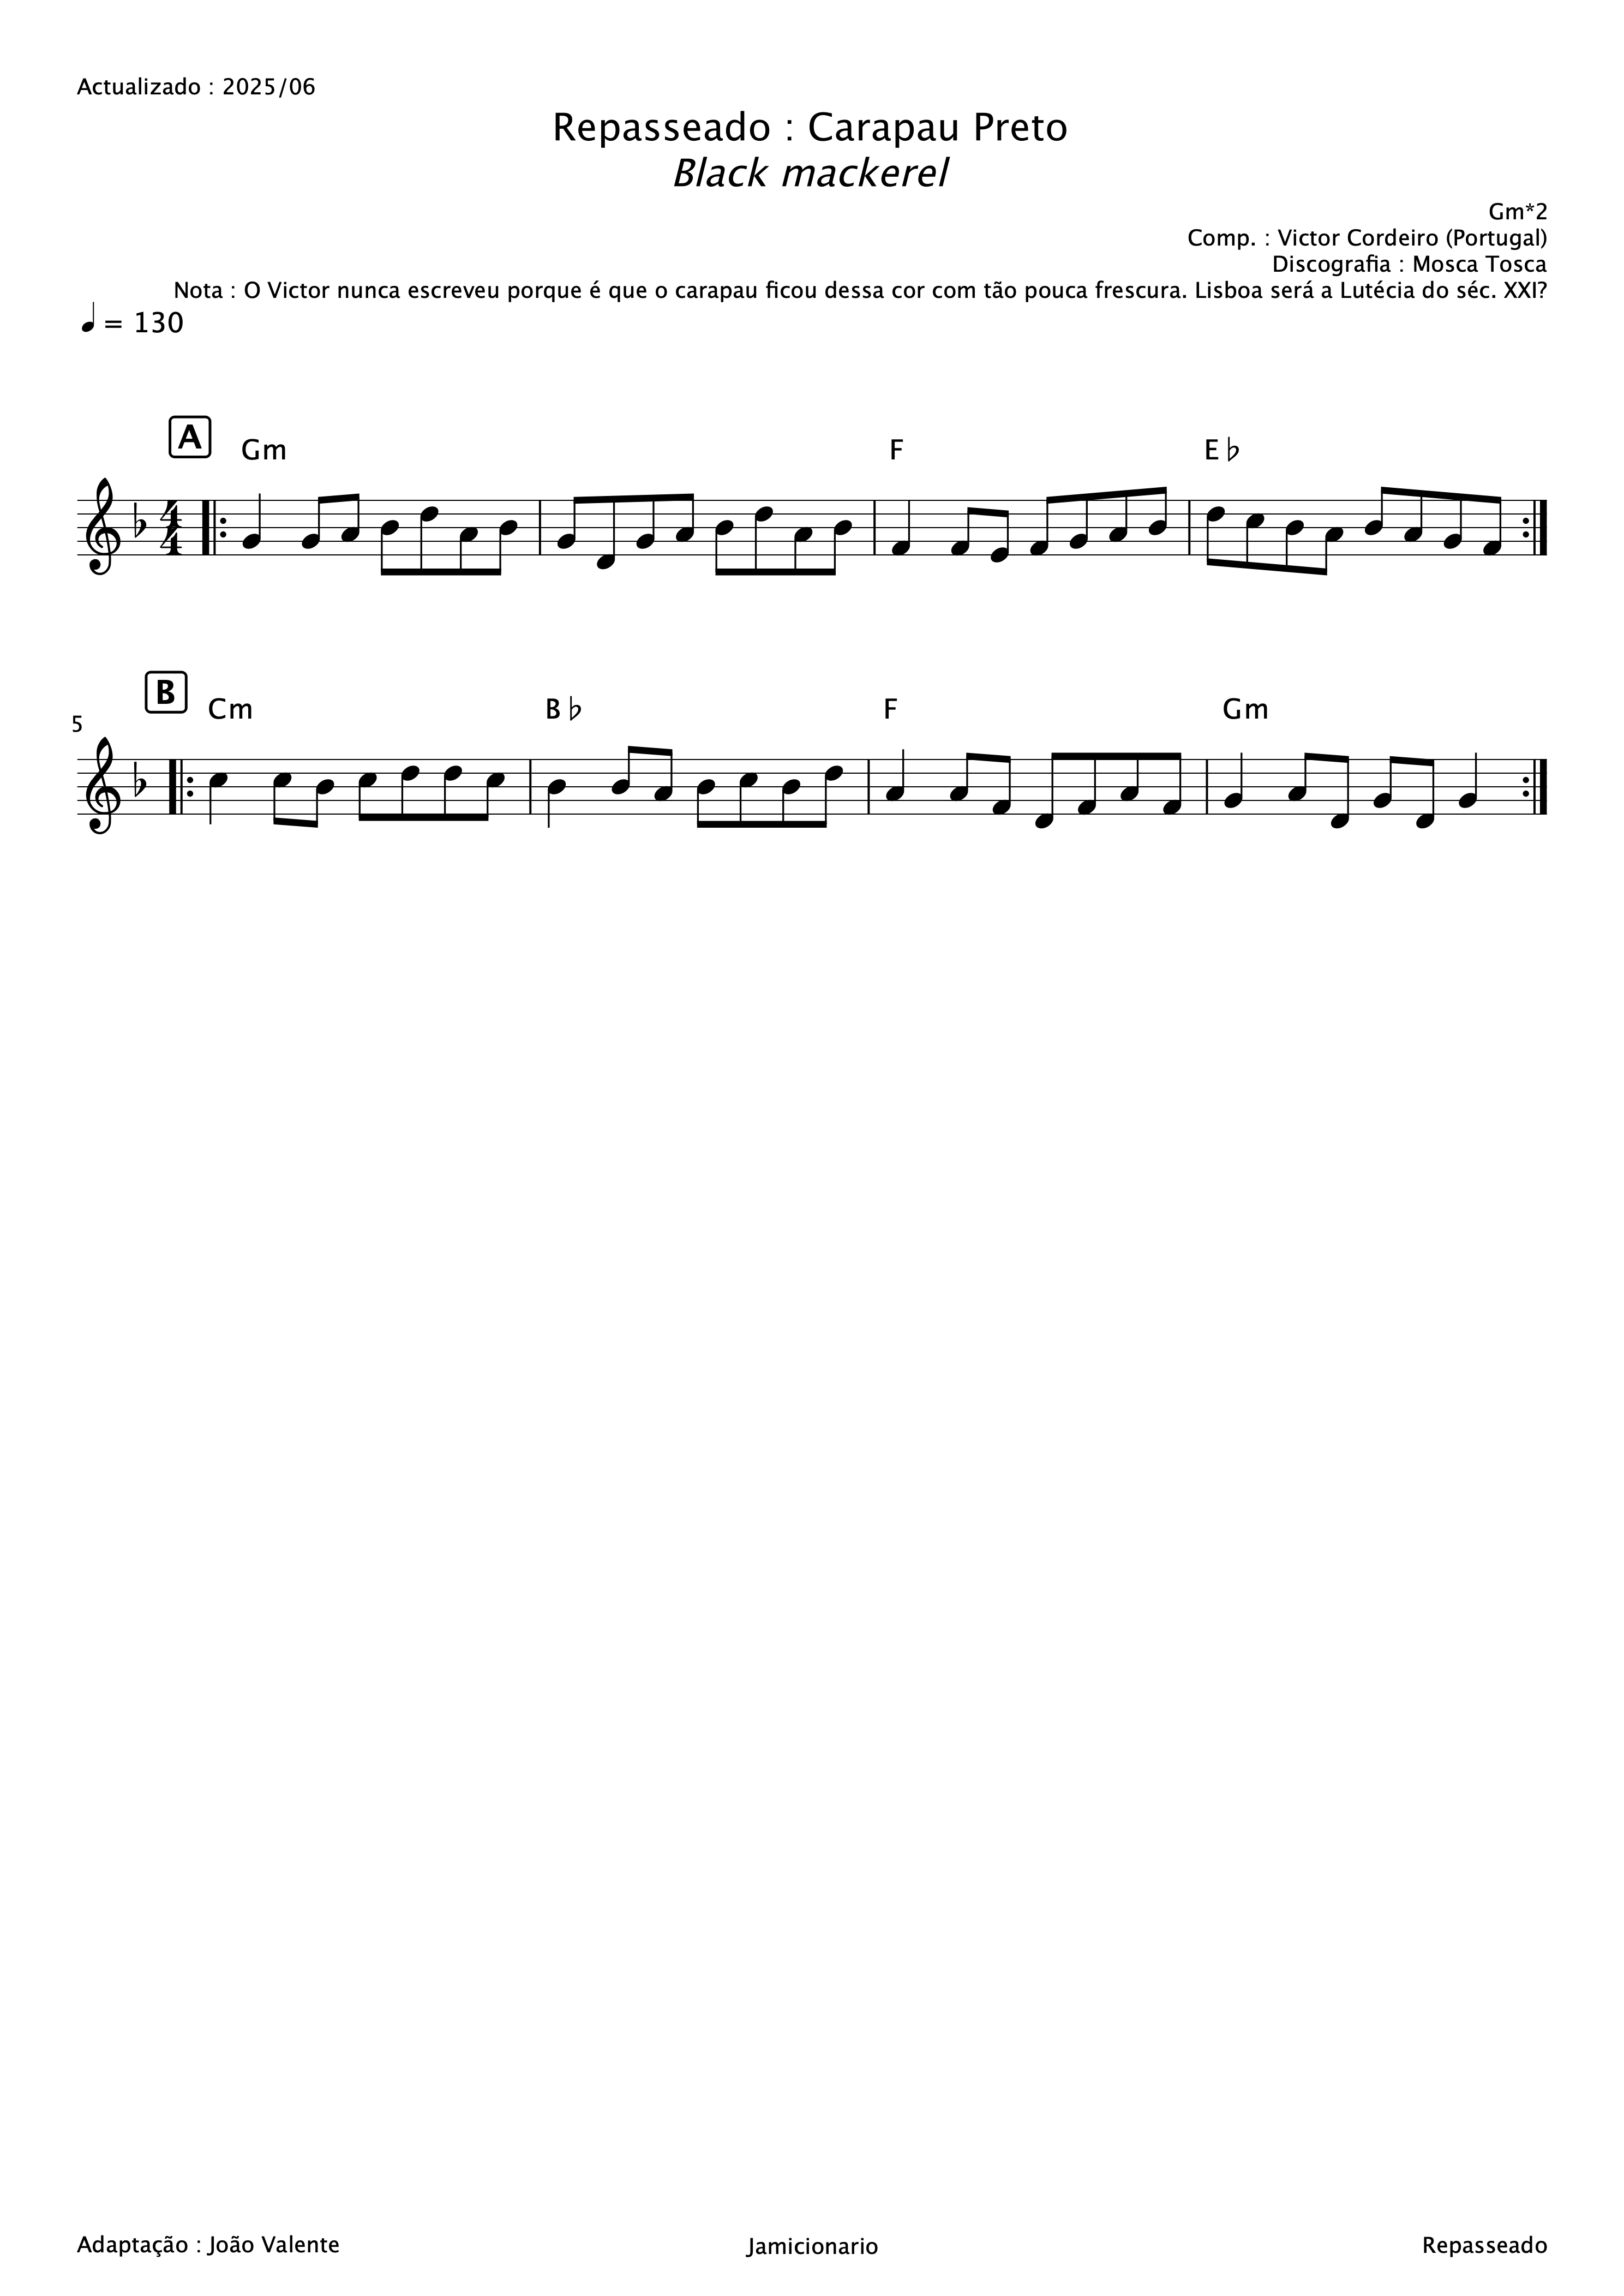 Actualizado : 2025/06
Repasseado : Carapau Preto
Black mackerel
Gm*2
Comp. : Victor Cordeiro (Portugal)
Discografia : Mosca Tosca
Nota : O Victor nunca escreveu porque é que o carapau ficou dessa cor com tão pouca frescura. Lisboa será a Lutécia do séc. XXI?
♩ = 130
A
Gm F E♭
4
4
B
5 Cm B♭ F Gm
Adaptação : João Valente Jamicionario Repasseado